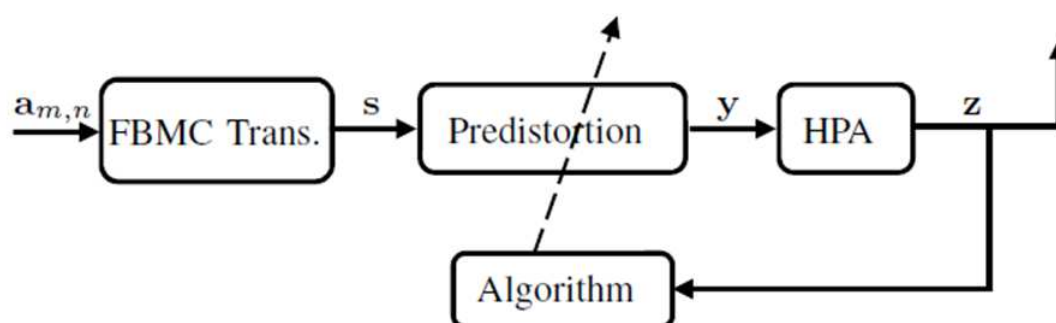 a_{m,n}
FBMC Trans.
s
Predistortion
y
HPA
z
Algorithm